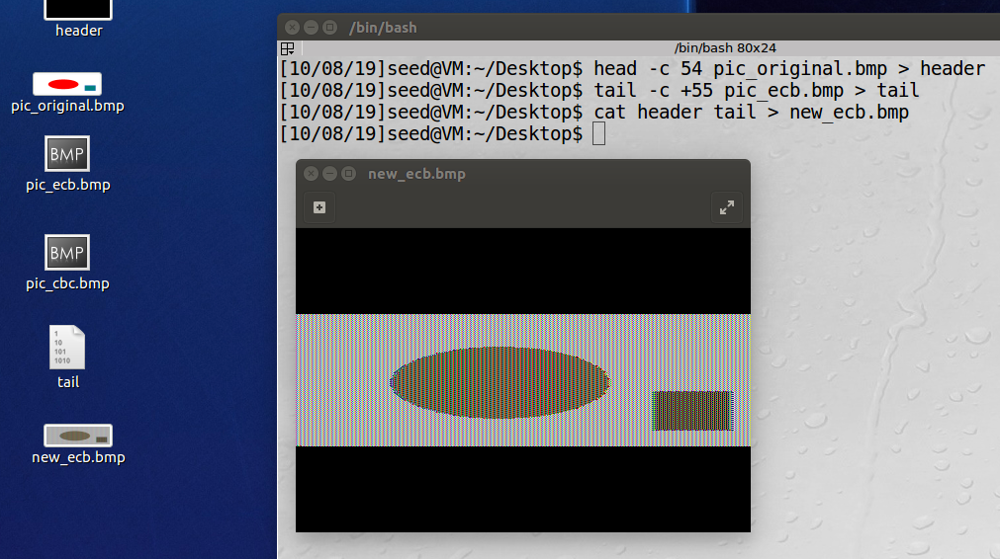 header
pic_original.bmp
BMP
pic_ecb.bmp
BMP
pic_cbc.bmp
1
10
101
1010
tail
new_ecb.bmp
/bin/bash
/bin/bash 80x24
[10/08/19]seed@VM:~/Desktop$ head -c 54 pic_original.bmp > header
[10/08/19]seed@VM:~/Desktop$ tail -c +55 pic_ecb.bmp > tail
[10/08/19]seed@VM:~/Desktop$ cat header tail > new_ecb.bmp
[10/08/19]seed@VM:~/Desktop$
new_ecb.bmp